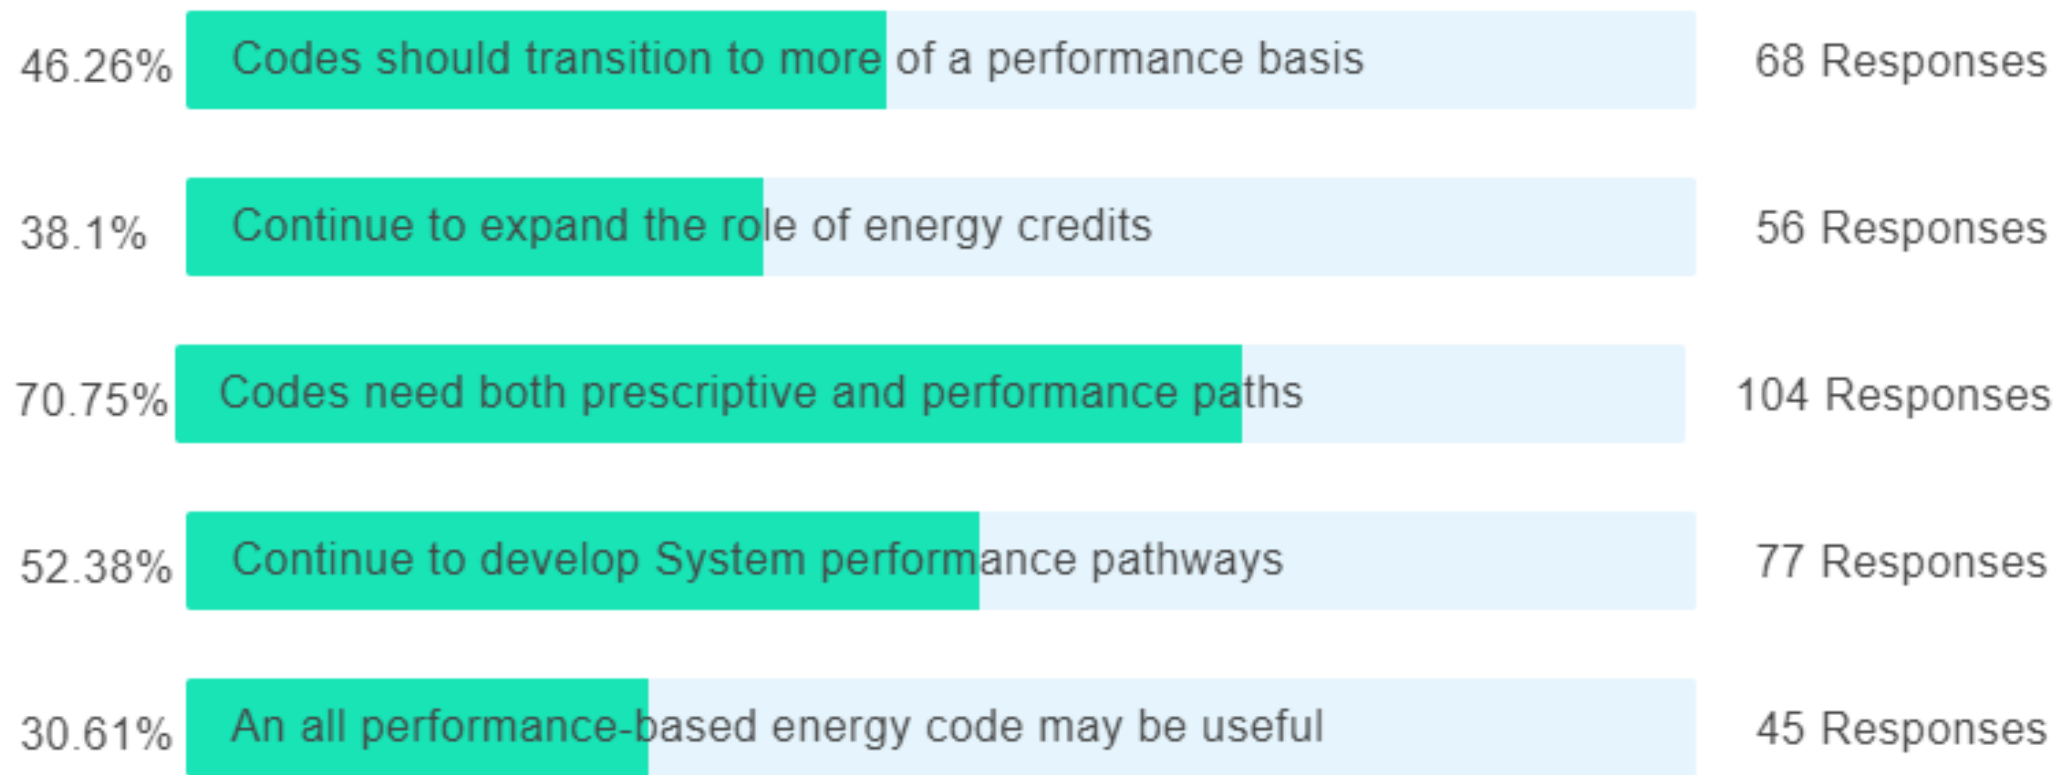 46.26% Codes should transition to more of a performance basis 68 Responses
38.1% Continue to expand the role of energy credits 56 Responses
70.75% Codes need both prescriptive and performance paths 104 Responses
52.38% Continue to develop System performance pathways 77 Responses
30.61% An all performance-based energy code may be useful 45 Responses